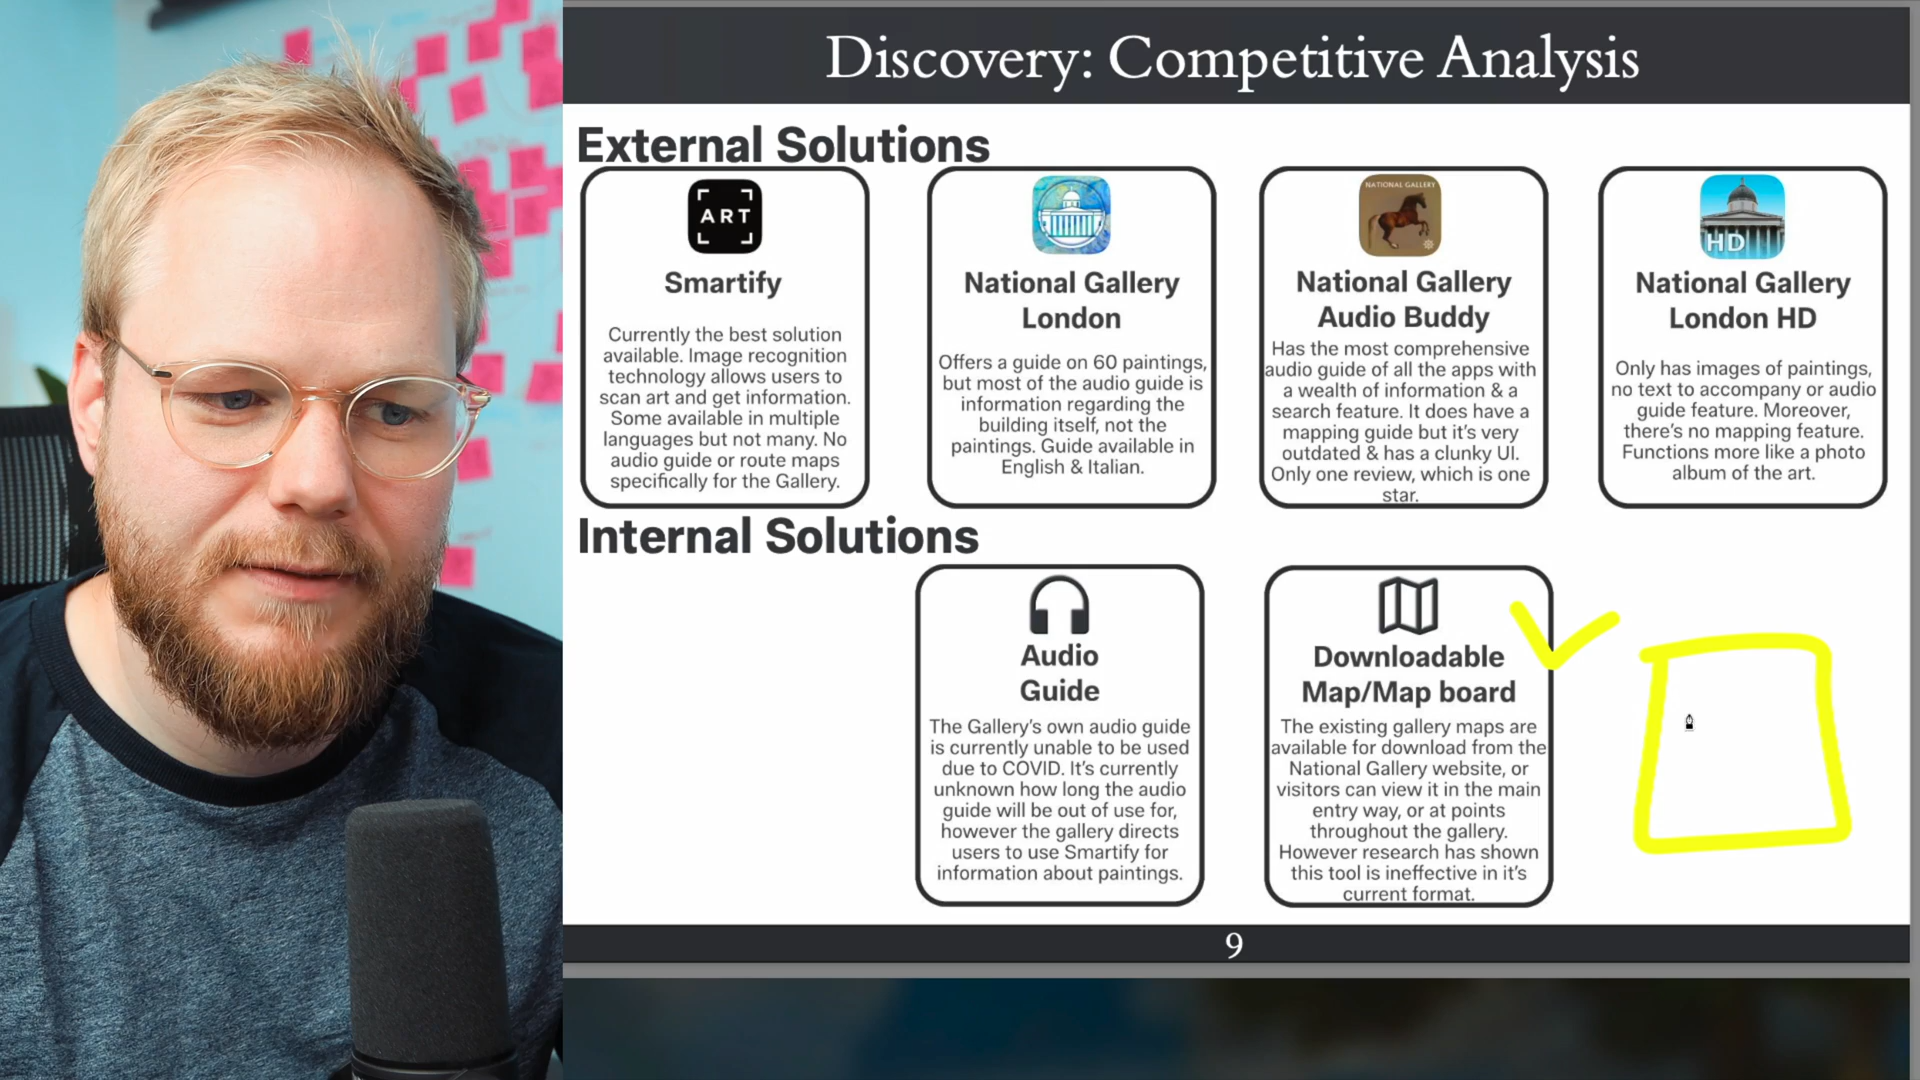 Discovery: Competitive Analysis
External Solutions
ART
Smartify
Currently the best solution
available. Image recognition
technology allows users to
scan art and get information.
Some available in multiple
languages but not many. No
audio guide or route maps
specifically for the Gallery.
National Gallery
London
Offers a guide on 60 paintings,
but most of the audio guide is
information regarding the
building itself, not the
paintings. Guide available in
English & Italian.
NATIONAL GALLERY
National Gallery
Audio Buddy
Has the most comprehensive
audio guide of all the apps with
a wealth of information & a
search feature. It does have a
mapping guide but it's very
outdated & has a clunky UI.
Only one review, which is one
star.
HD
National Gallery
London HD
Only has images of paintings,
no text to accompany or audio
guide feature. Moreover,
there's no mapping feature.
Functions more like a photo
album of the art.
Internal Solutions
Audio
Guide
The Gallery's own audio guide
is currently unable to be used
due to COVID. It's currently
unknown how long the audio
guide will be out of use for,
however the gallery directs
users to use Smartify for
information about paintings.
Downloadable
Map/Map board
The existing gallery maps are
available for download from the
National Gallery website, or
visitors can view it in the main
entry way, or at points
throughout the gallery.
However research has shown
this tool is ineffective in it's
current format.
9